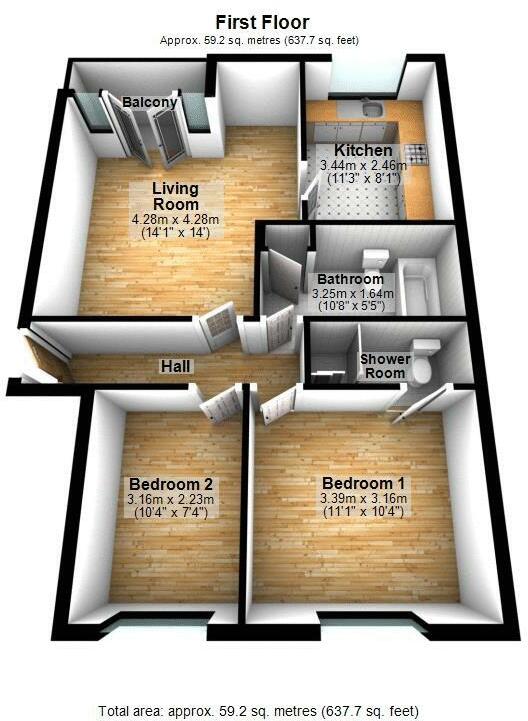 First Floor
Approx. 59.2 sq. metres (637.7 sq. feet)
Balcony
Kitchen
3.44m x 2.46m
(11'3" x 8'1")
Living
Room
4.28m x 4.28m
(14'1" x 14')
Bathroom
3.25m x 1.64m
(10'8" x 5'5")
Hall
Shower
Room
Bedroom 2
3.16m x 2.23m
(10'4" x 7'4")
Bedroom 1
3.39m x 3.16m
(11'1" x 10'4")
Total area: approx. 59.2 sq. metres (637.7 sq. feet)